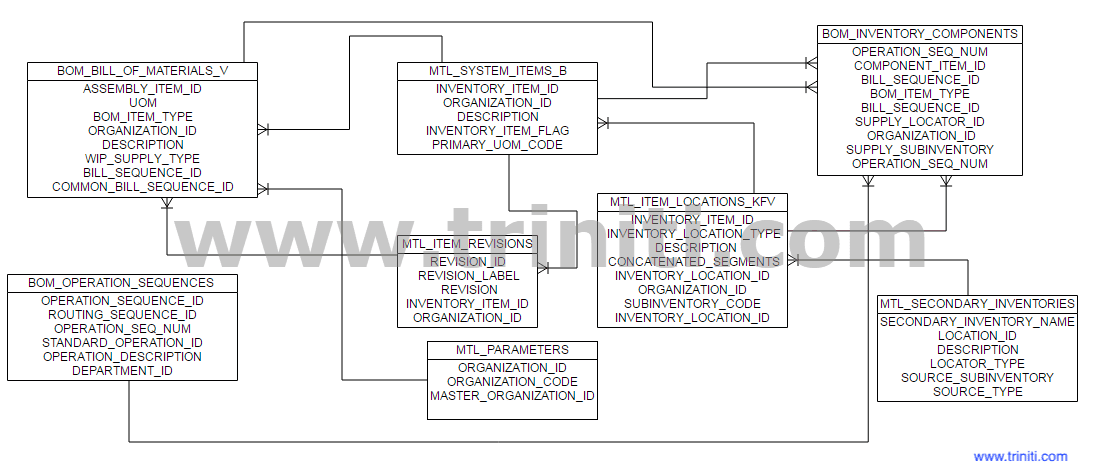 BOM_BILL_OF_MATERIALS_V
ASSEMBLY_ITEM_ID
UOM
BOM_ITEM_TYPE
ORGANIZATION_ID
DESCRIPTION
WIP_SUPPLY_TYPE
BILL_SEQUENCE_ID
COMMON_BILL_SEQUENCE_ID
MTL_SYSTEM_ITEMS_B
INVENTORY_ITEM_ID
ORGANIZATION_ID
DESCRIPTION
INVENTORY_ITEM_FLAG
PRIMARY_UOM_CODE
BOM_INVENTORY_COMPONENTS
OPERATION_SEQ_NUM
COMPONENT_ITEM_ID
BILL_SEQUENCE_ID
BOM_ITEM_TYPE
BILL_SEQUENCE_ID
SUPPLY_LOCATOR_ID
ORGANIZATION_ID
SUPPLY_SUBINVENTORY
OPERATION_SEQ_NUM
MTL_ITEM_LOCATIONS_KFV
INVENTORY_ITEM_ID
INVENTORY_LOCATION_TYPE
DESCRIPTION
CONCATENATED_SEGMENTS
INVENTORY_LOCATION_ID
ORGANIZATION_ID
SUBINVENTORY_CODE
INVENTORY_LOCATION_ID
www.triniti.com
MTL_ITEM_REVISIONS
REVISION_ID
REVISION_LABEL
REVISION
INVENTORY_ITEM_ID
ORGANIZATION_ID
BOM_OPERATION_SEQUENCES
OPERATION_SEQUENCE_ID
ROUTING_SEQUENCE_ID
OPERATION_SEQ_NUM
STANDARD_OPERATION_ID
OPERATION_DESCRIPTION
DEPARTMENT_ID
MTL_PARAMETERS
ORGANIZATION_ID
ORGANIZATION_CODE
MASTER_ORGANIZATION_ID
MTL_SECONDARY_INVENTORIES
SECONDARY_INVENTORY_NAME
LOCATION_ID
DESCRIPTION
LOCATOR_TYPE
SOURCE_SUBINVENTORY
SOURCE_TYPE
www.triniti.com